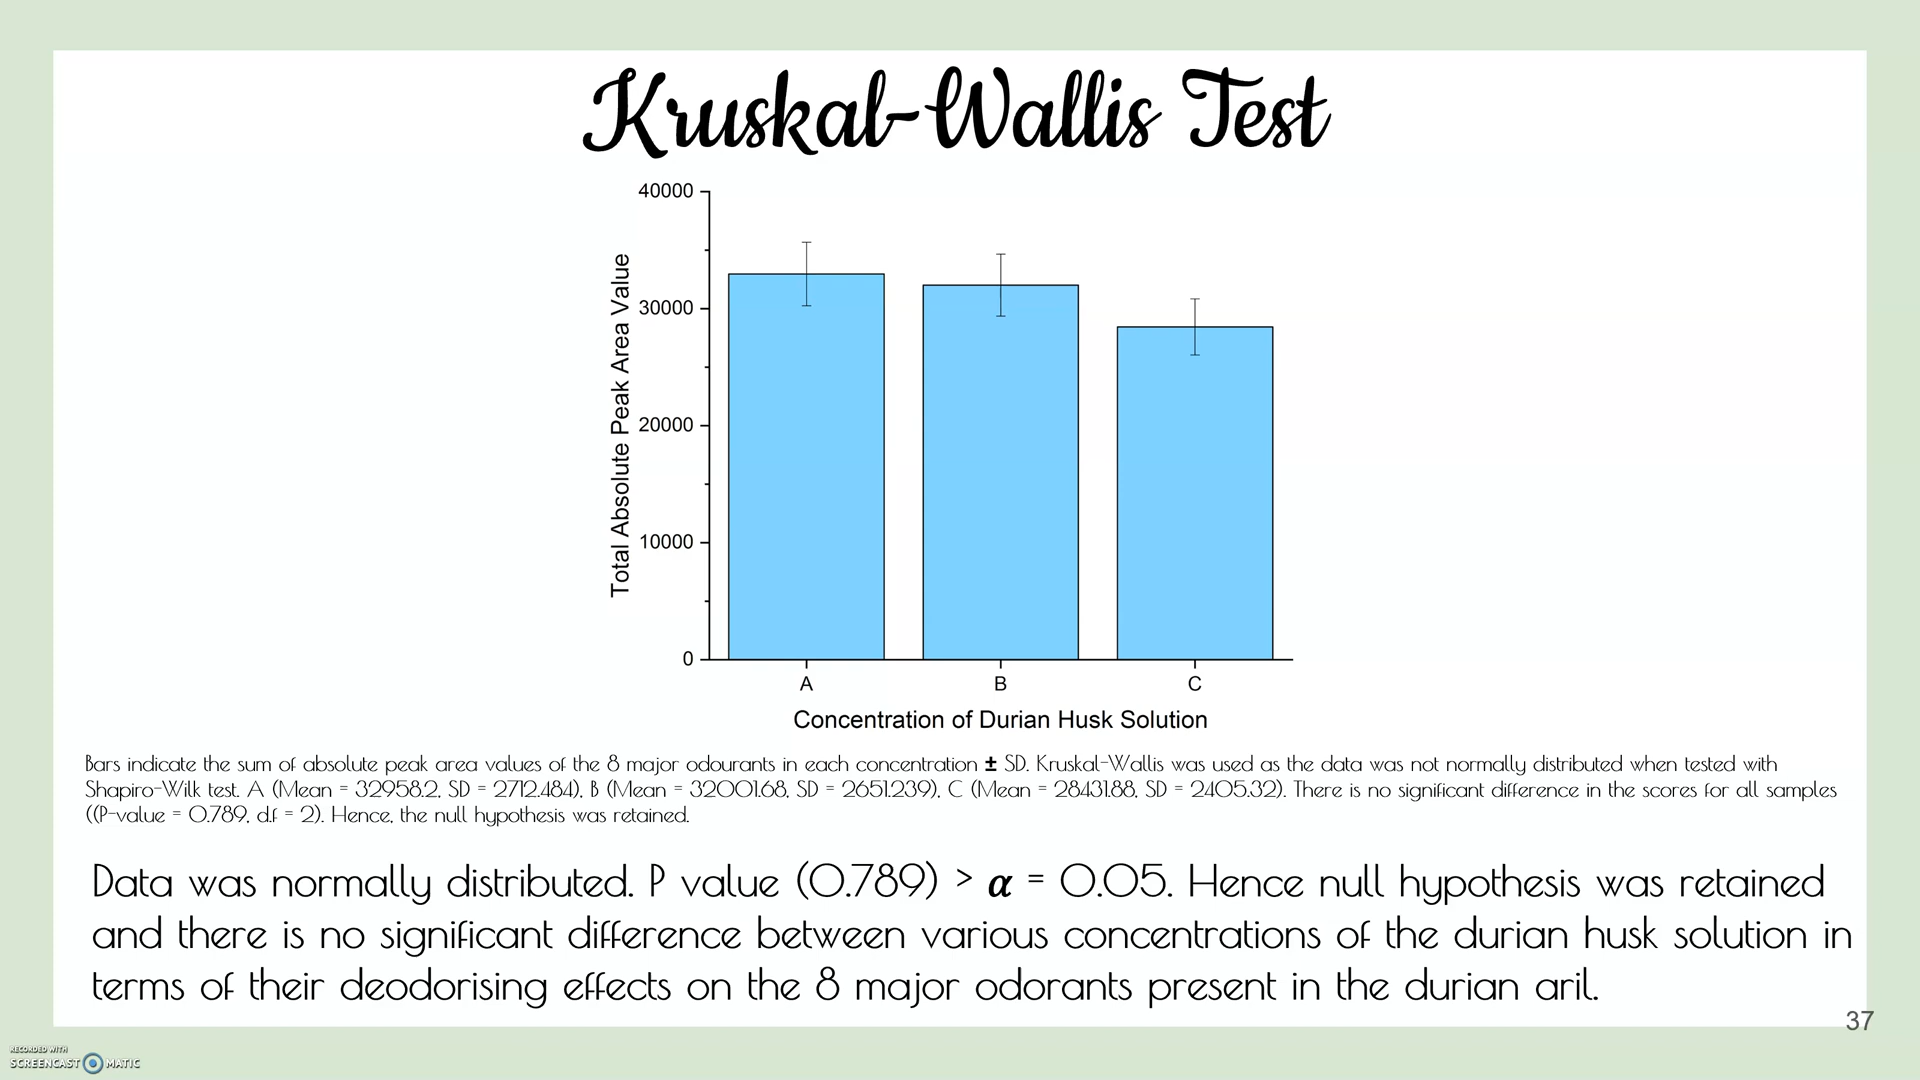 Kruskal-Wallis Test
40000
30000
20000
10000
0
Total Absolute Peak Area Value
A B C
Concentration of Durian Husk Solution
Bars indicate the sum of absolute peak area values of the 8 major odourants in each concentration ± SD. Kruskal-Wallis was used as the data was not normally distributed when tested with
Shapiro-Wilk test. A (Mean = 32958.2, SD = 2712.484), B (Mean = 32001.68, SD = 2651.239), C (Mean = 28431.88, SD = 2405.32). There is no significant difference in the scores for all samples
((P-value = 0.789, d.f = 2). Hence, the null hypothesis was retained.
Data was normally distributed. P value (0.789) > α = 0.05. Hence null hypothesis was retained
and there is no significant difference between various concentrations of the durian husk solution in
terms of their deodorising effects on the 8 major odorants present in the durian aril.
37
RECORDED WITH
SCREENCAST MATIC